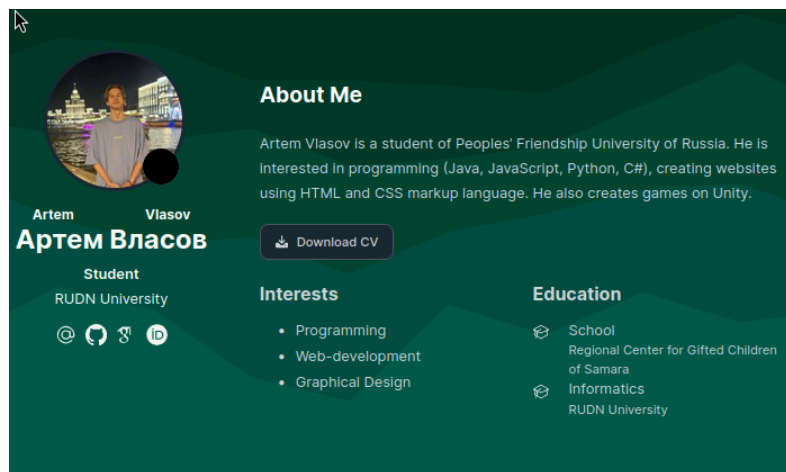 Artem Vlasov
Артем Власов
Student
RUDN University
About Me
Artem Vlasov is a student of Peoples’ Friendship University of Russia. He is
interested in programming (Java, JavaScript, Python, C#), creating websites
using HTML and CSS markup language. He also creates games on Unity.
Download CV
Interests
Programming
Web-development
Graphical Design
Education
School
Regional Center for Gifted Children
of Samara
Informatics
RUDN University